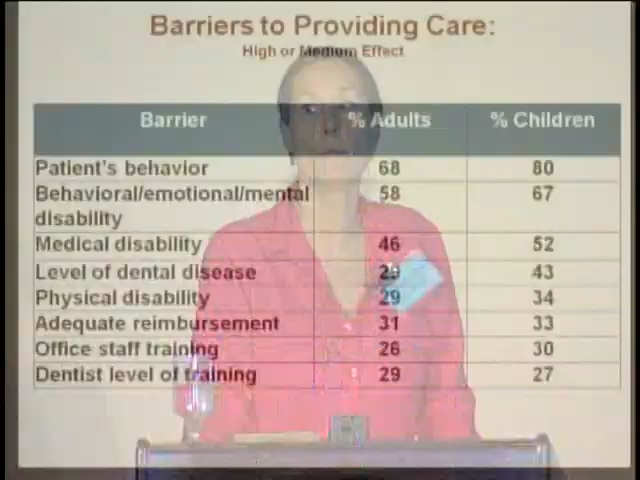 Barriers to Providing Care:
High or Medium Effect
Barrier % Adults % Children
Patient's behavior 68 80
Behavioral/emotional/mental 58 67
disability
Medical disability 46 52
Level of dental disease 29 43
Physical disability 29 34
Adequate reimbursement 31 33
Office staff training 26 30
Dentist level of training 29 27